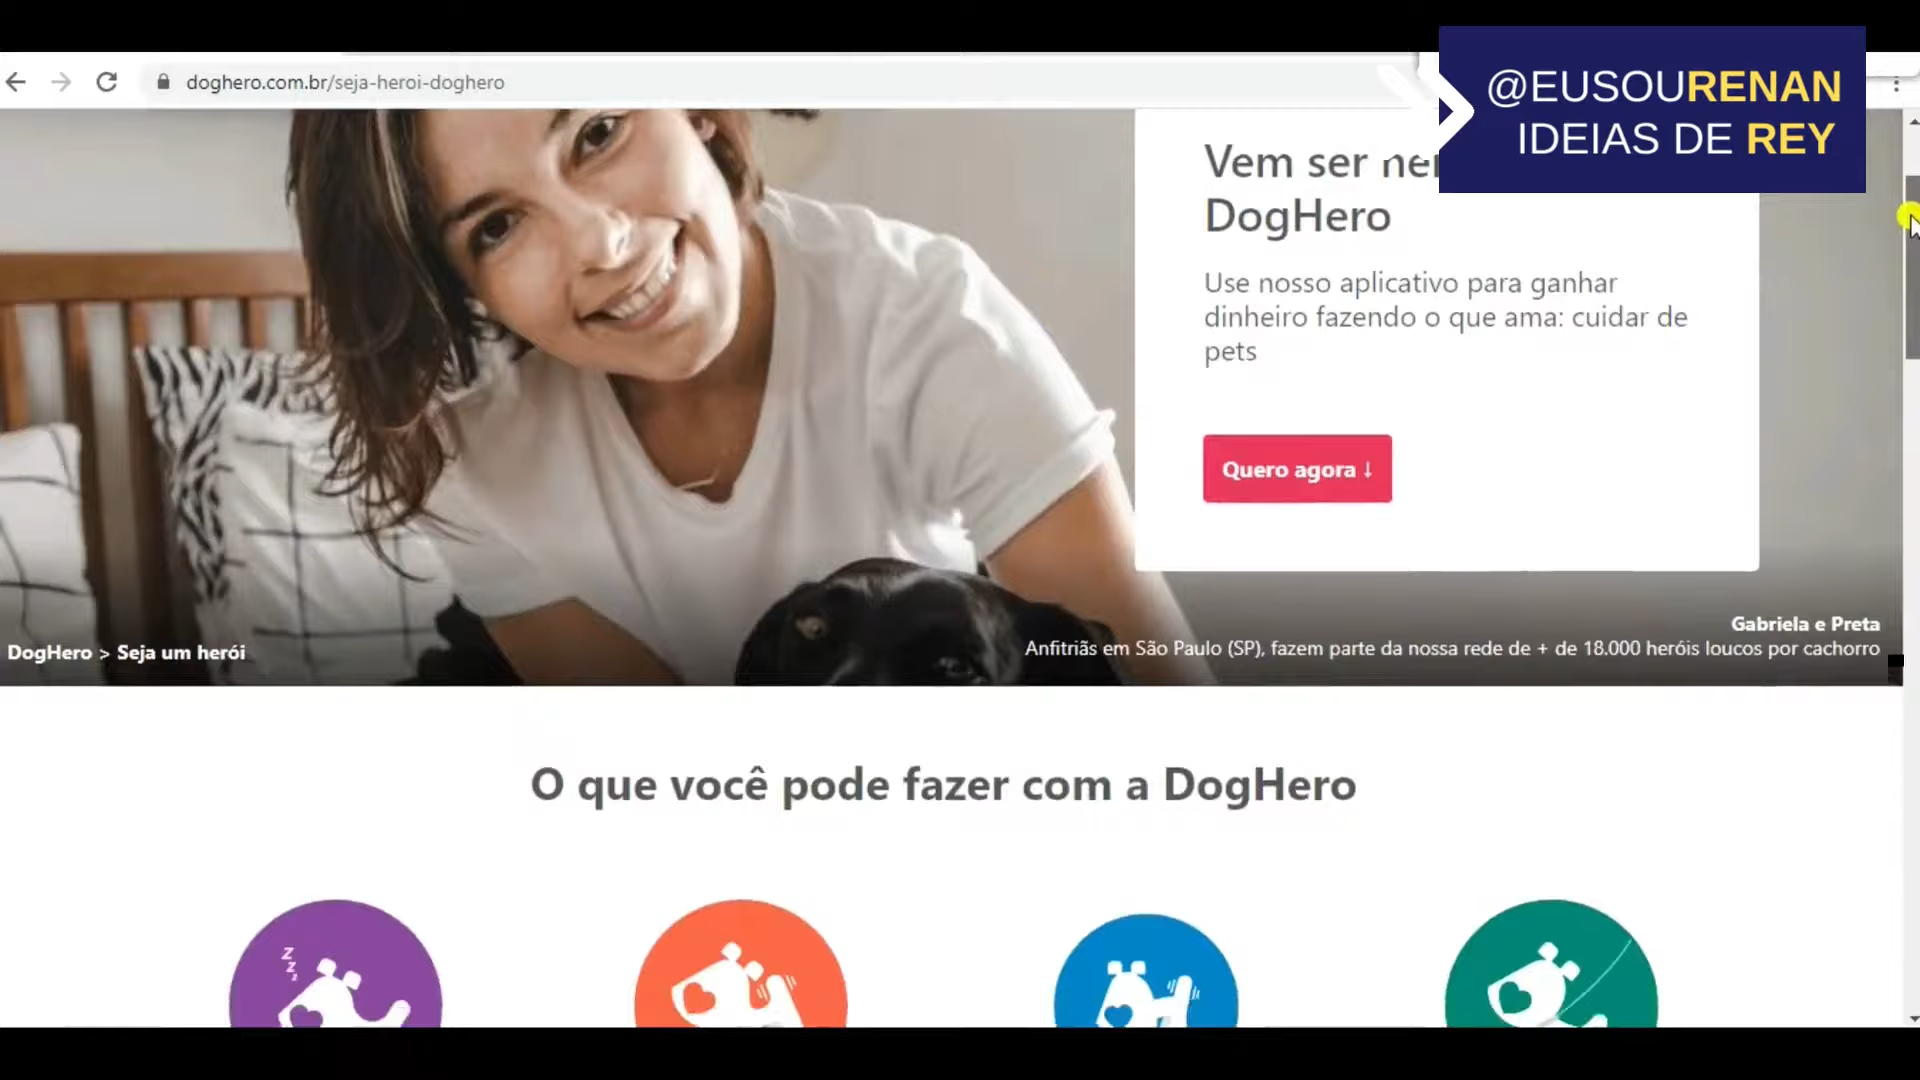 doghero.com.br/seja-heroi-doghero
@EUSOURENAN
IDEIAS DE REY
Vem ser
DogHero
Use nosso aplicativo para ganhar
dinheiro fazendo o que ama: cuidar de
pets
Quero agora ↓
Gabriela e Preta
Anfitriãs em São Paulo (SP), fazem parte da nossa rede de + de 18.000 heróis loucos por cachorro
DogHero > Seja um herói
O que você pode fazer com a DogHero
z
z
z